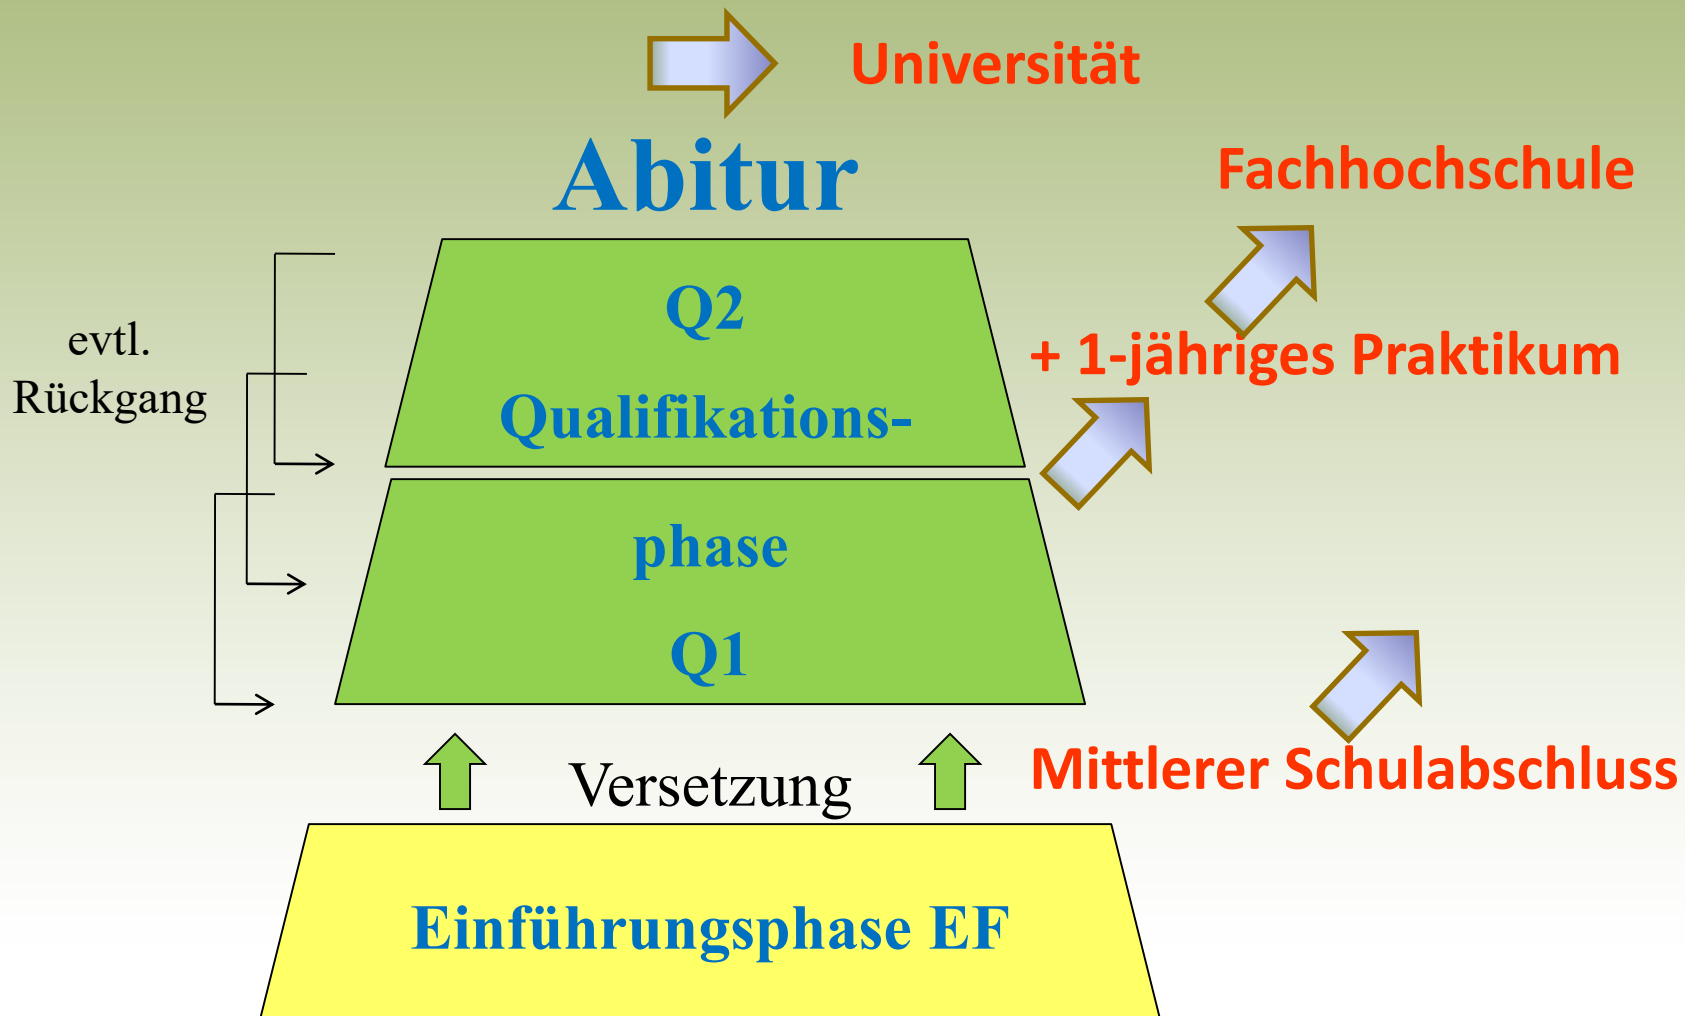 Universität
Abitur
Fachhochschule
Q2
evtl.
Rückgang
+ 1-jähriges Praktikum
Qualifikations-
phase
Q1
Versetzung
Mittlerer Schulabschluss
Einführungsphase EF